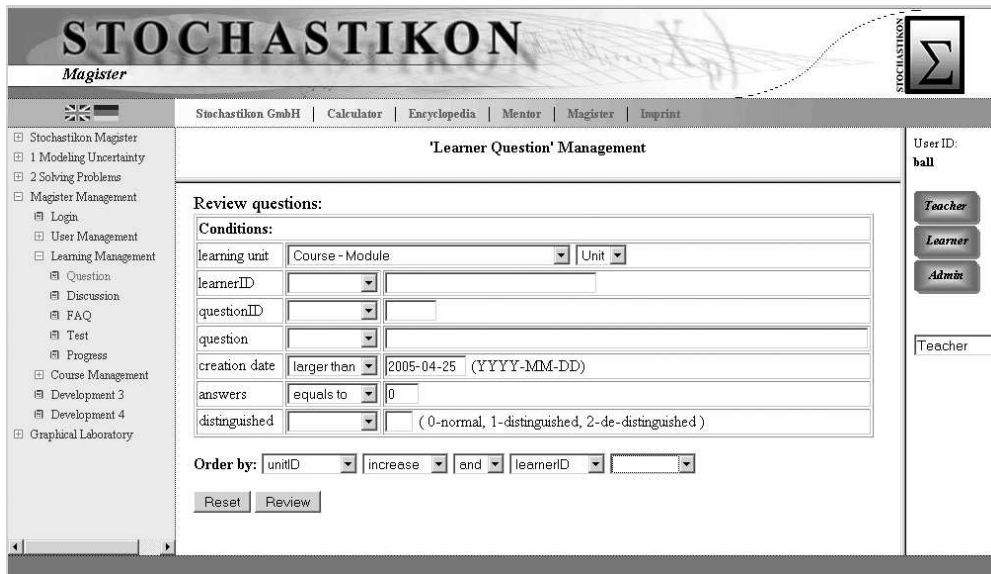 STOCHASTIKON
Magister
STOCHASTIKON
Σ
Stochastikon GmbH | Calculator | Encyclopedia | Mentor | Magister | Imprint
Stochastikon Magister
1 Modeling Uncertainty
2 Solving Problems
Magister Management
Login
User Management
Learning Management
Question
Discussion
FAQ
Test
Progress
Course Management
Development 3
Development 4
Graphical Laboratory
'Learner Question' Management
Review questions:
Conditions:
learning unit Course - Module Unit
learnerID
questionID
question
creation date larger than 2005-04-25 (YYYY-MM-DD)
answers equals to 0
distinguished ( 0-normal, 1-distinguished, 2-de-distinguished )
Order by: unitID increase and learnerID
Reset Review
User ID:
ball
Teacher
Learner
Admin
Teacher